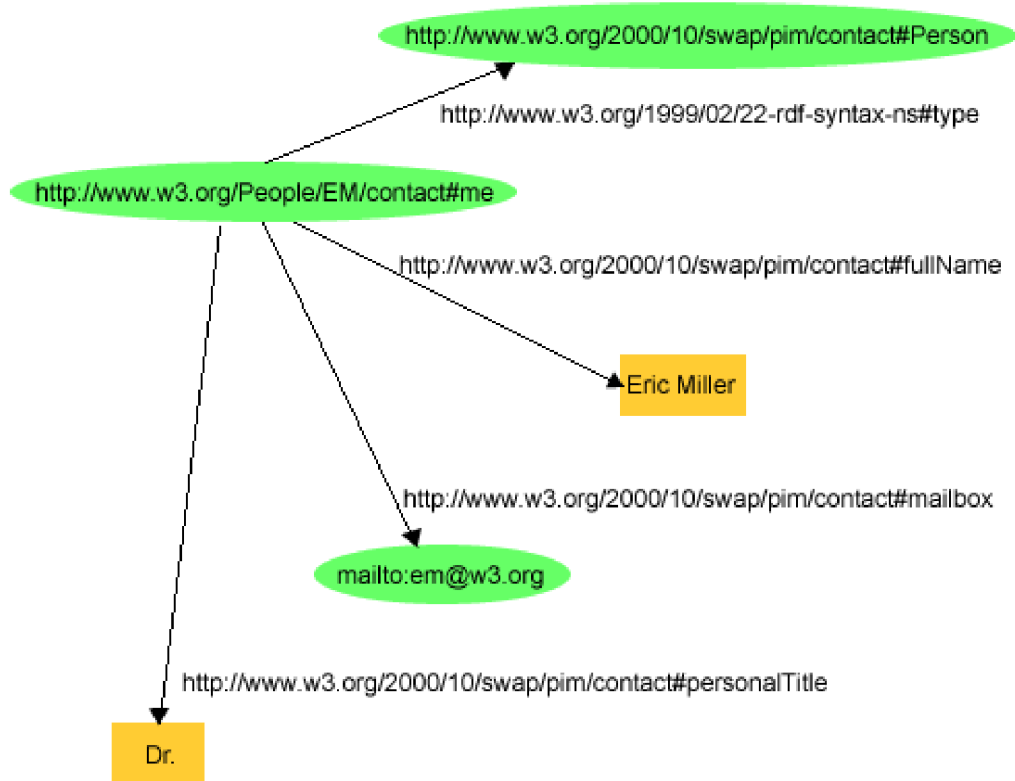 http://www.w3.org/2000/10/swap/pim/contact#Person
http://www.w3.org/1999/02/22-rdf-syntax-ns#type
http://www.w3.org/People/EM/contact#me
http://www.w3.org/2000/10/swap/pim/contact#fullName
Eric Miller
http://www.w3.org/2000/10/swap/pim/contact#mailbox
mailto:em@w3.org
http://www.w3.org/2000/10/swap/pim/contact#personalTitle
Dr.